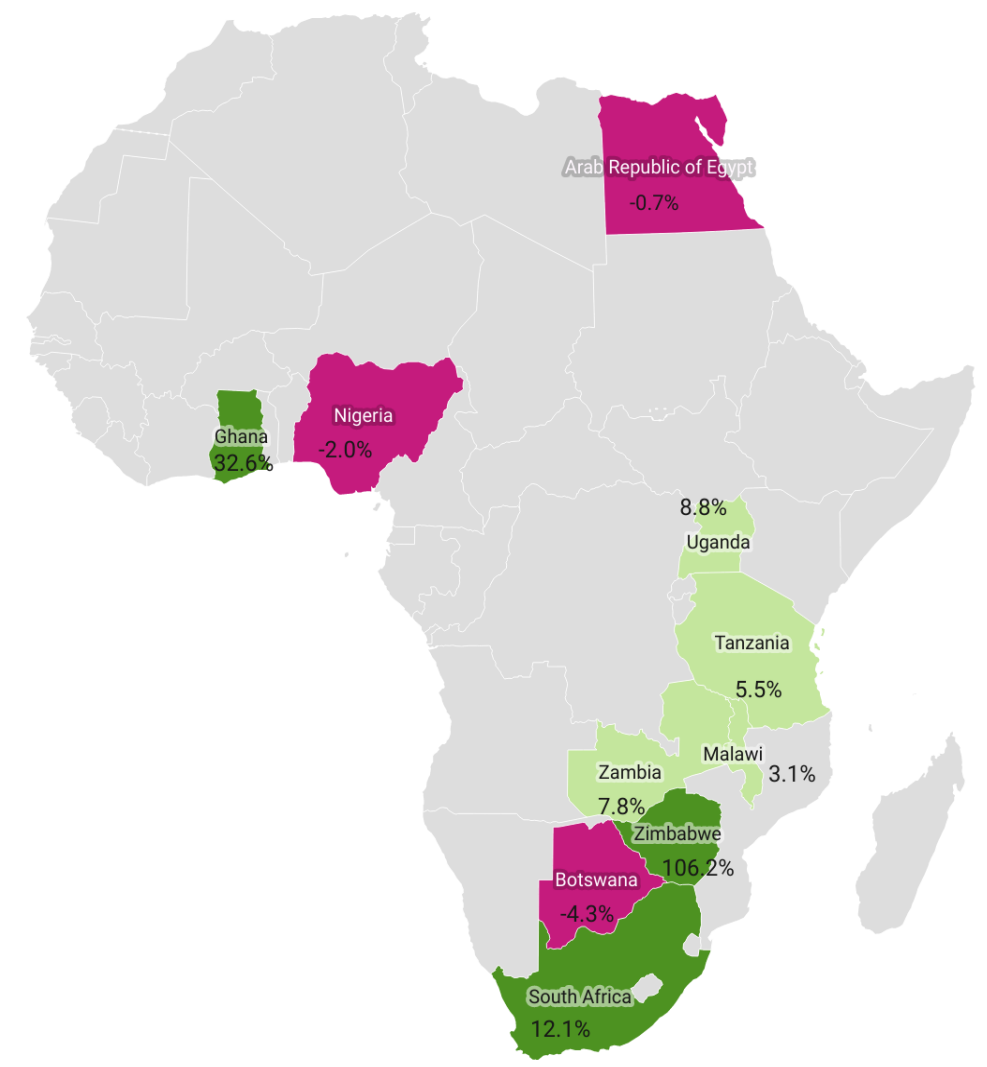 Arab Republic of Egypt
-0.7%
Nigeria
-2.0%
Ghana
32.6%
8.8%
Uganda
Tanzania
5.5%
Malawi
3.1%
Zambia
7.8%
Zimbabwe
106.2%
Botswana
-4.3%
South Africa
12.1%